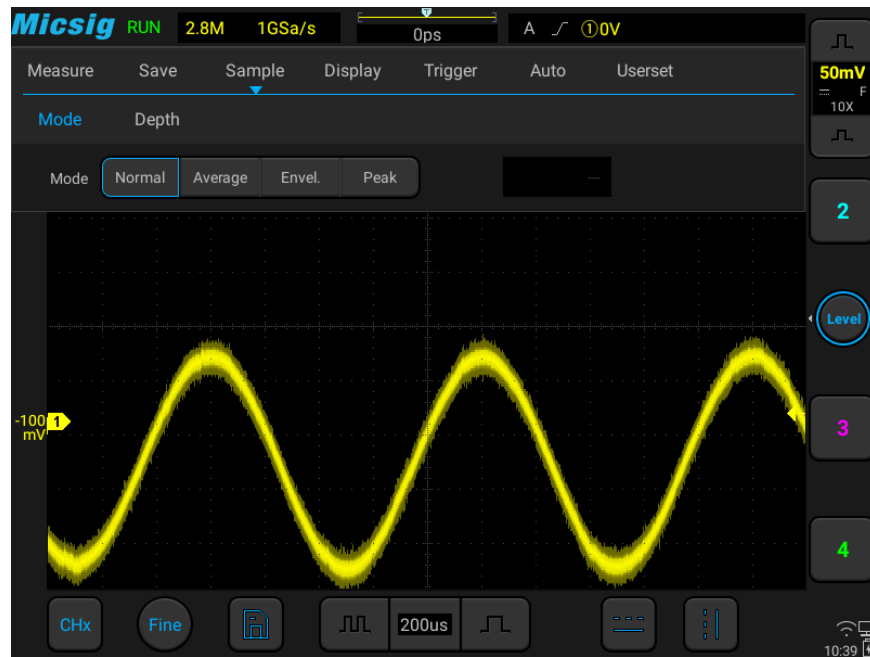 Micsig RUN 2.8M 1GSa/s T 0ps A ①0V
Measure Save Sample Display Trigger Auto Userset
50mV
F
10X
Mode Depth
Mode Normal Average Envel. Peak ---
2
Level
-100 1
mV
3
4
CHx Fine 200us
10:39